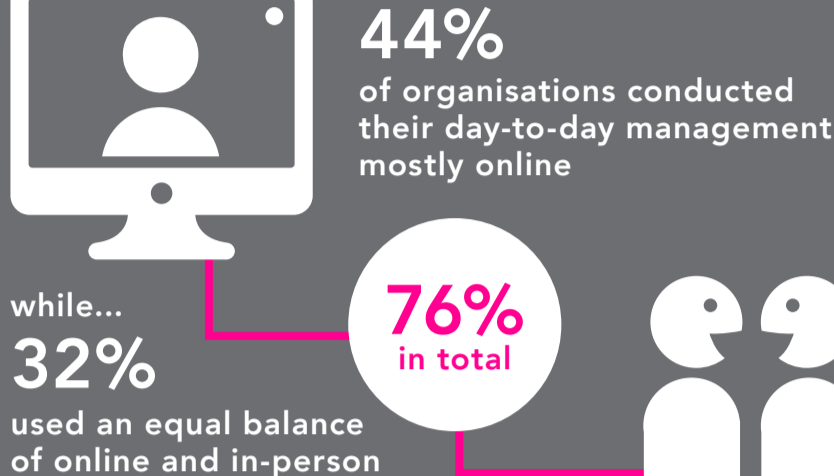 44%
of organisations conducted
their day-to-day management
mostly online
76%
in total
while...
32%
used an equal balance
of online and in-person